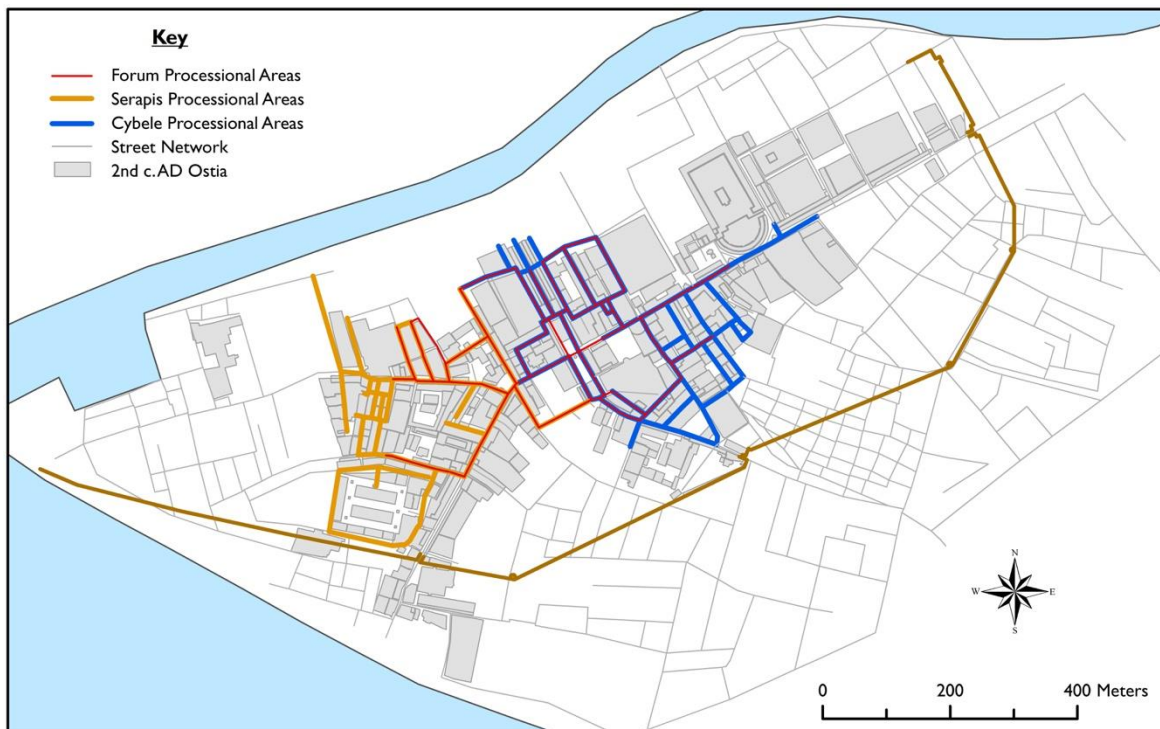 Key
Forum Processional Areas
Serapis Processional Areas
Cybele Processional Areas
Street Network
2nd c. AD Ostia
N
W E
S
0 200 400 Meters